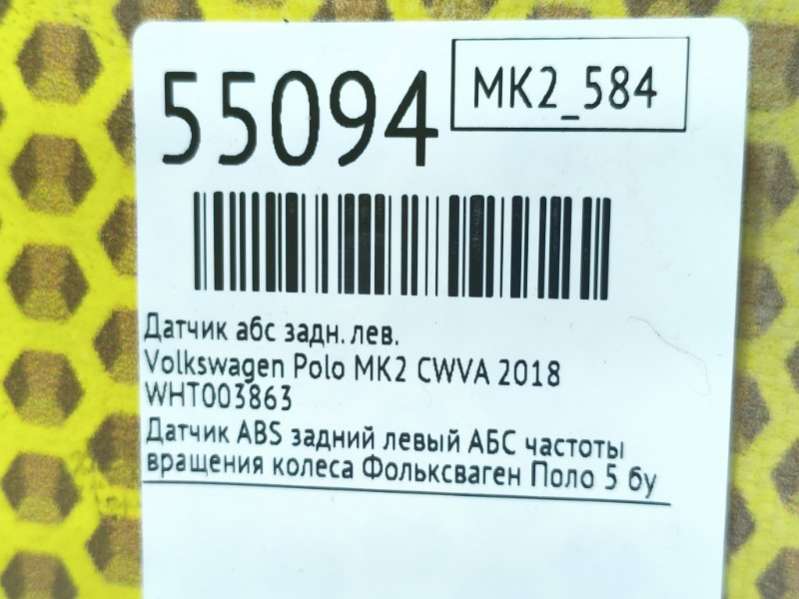 55094
MK2_584
Датчик абс задн. лев.
Volkswagen Polo MK2 CWVA 2018
WHT003863
Датчик ABS задний левый АБС частоты
вращения колеса Фольксваген Поло 5 бу